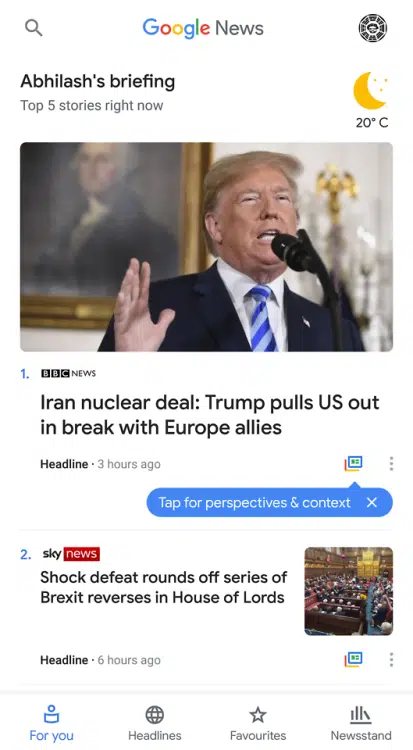 Google News
Abhilash's briefing
Top 5 stories right now
20° C
1. BBC NEWS
Iran nuclear deal: Trump pulls US out
in break with Europe allies
Headline · 3 hours ago
Tap for perspectives & context ×
2. sky news
Shock defeat rounds off series of
Brexit reverses in House of Lords
Headline · 6 hours ago
For you Headlines Favourites Newsstand